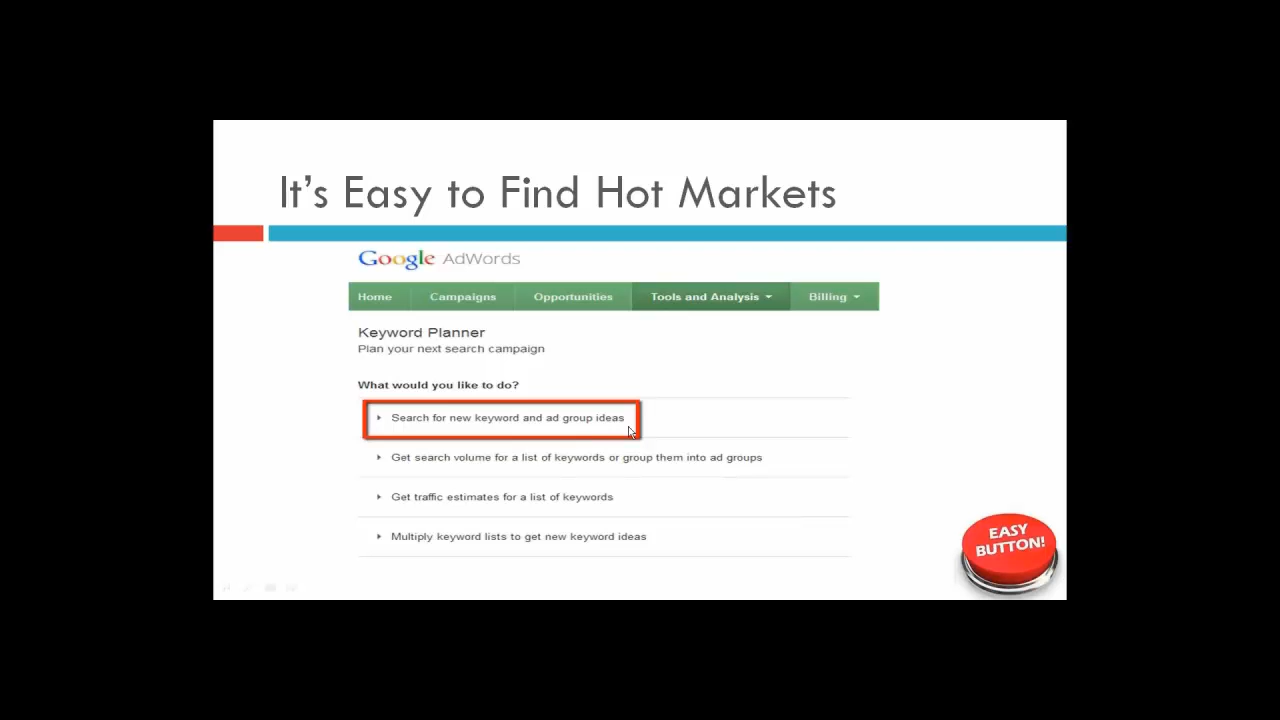 It's Easy to Find Hot Markets
Google AdWords
Home Campaigns Opportunities Tools and Analysis Billing
Keyword Planner
Plan your next search campaign
What would you like to do?
Search for new keyword and ad group ideas
Get search volume for a list of keywords or group them into ad groups
Get traffic estimates for a list of keywords
Multiply keyword lists to get new keyword ideas
EASY
BUTTON!